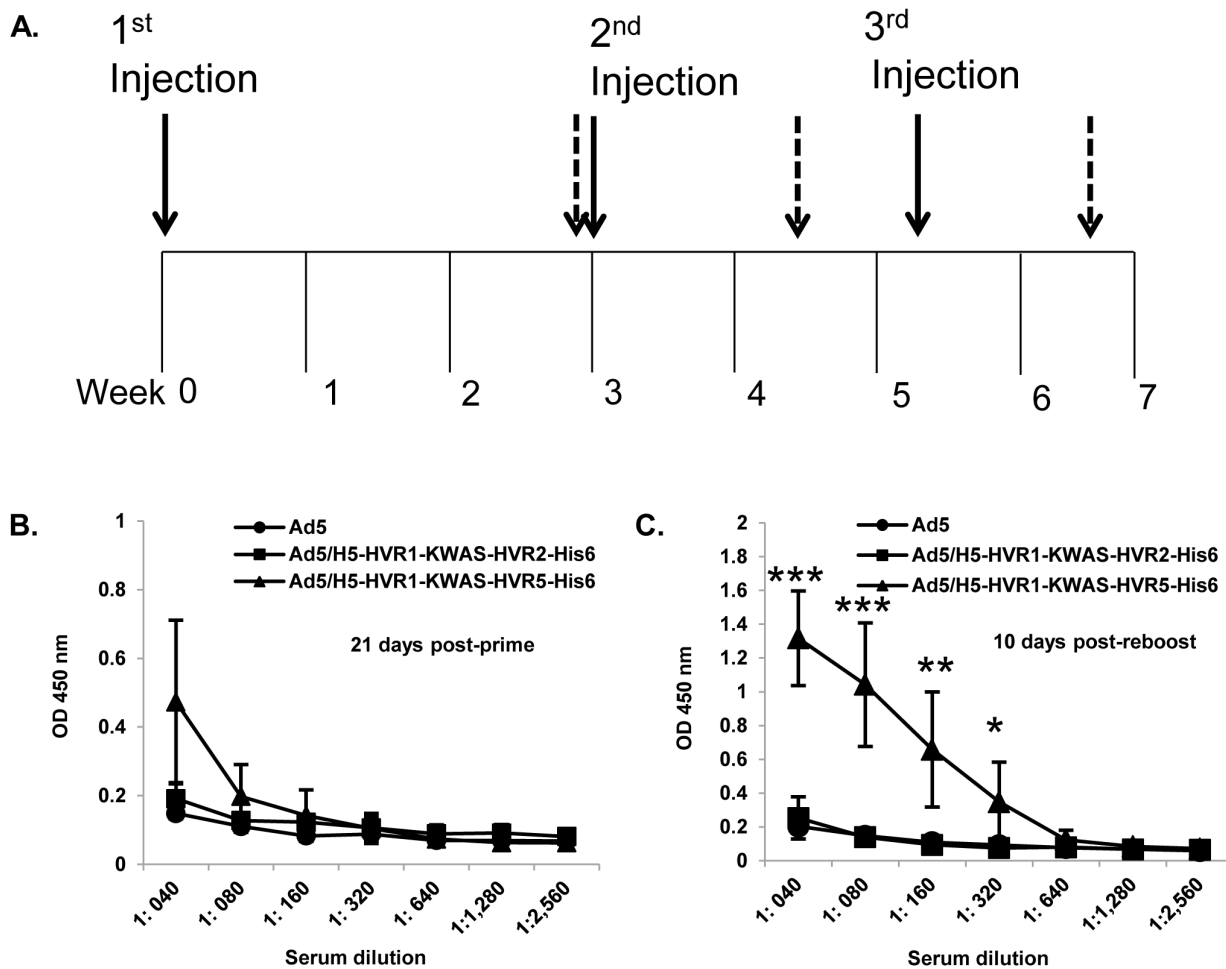 A.
1st
Injection
2nd
Injection
3rd
Injection
Week 0 1 2 3 4 5 6 7
B.
Ad5
Ad5/H5-HVR1-KWAS-HVR2-His6
Ad5/H5-HVR1-KWAS-HVR5-His6
21 days post-prime
OD 450 nm
1
0.8
0.6
0.4
0.2
0
1: 040
1: 080
1: 160
1: 320
1: 640
1:1,280
1:2,560
Serum dilution
C.
Ad5
Ad5/H5-HVR1-KWAS-HVR2-His6
Ad5/H5-HVR1-KWAS-HVR5-His6
10 days post-reboost
***
***
**
*
OD 450 nm
2
1.8
1.6
1.4
1.2
1
0.8
0.6
0.4
0.2
0
1: 040
1: 080
1: 160
1: 320
1: 640
1:1,280
1:2,560
Serum dilution